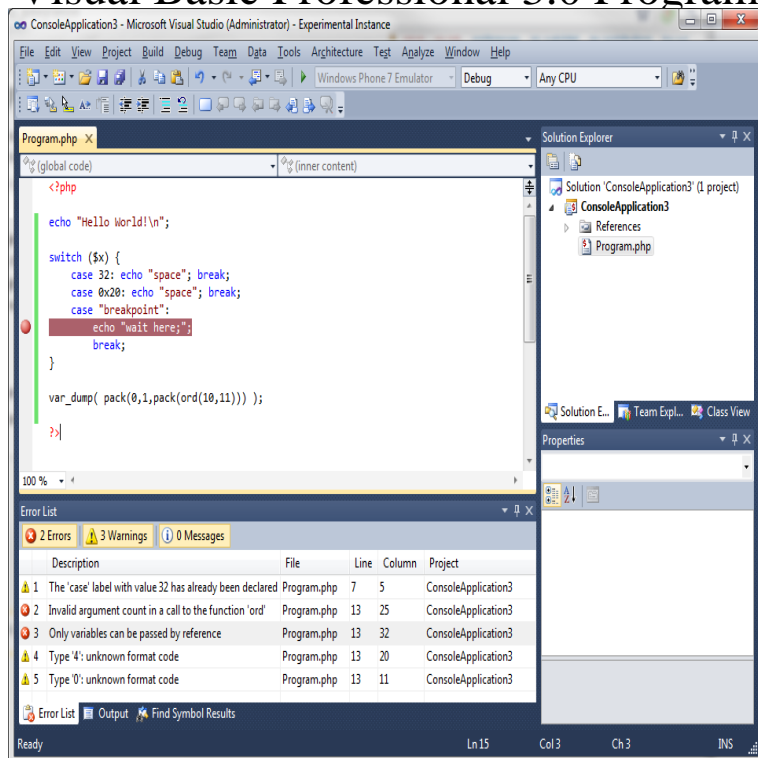 Visual Basic Professional 3.0 Program
ConsoleApplication3 - Microsoft Visual Studio (Administrator) - Experimental Instance
File Edit View Project Build Debug Team Data Tools Architecture Test Analyze Window Help
Windows Phone 7 Emulator Debug Any CPU
Program.php X
(global code) (inner content)
<?php
echo "Hello World!\n";
switch ($x) {
case 32: echo "space"; break;
case 0x20: echo "space"; break;
case "breakpoint":
echo "wait here;";
break;
}
var_dump( pack(0,1,pack(ord(10,11))) );
?>
100 %
Solution Explorer
Solution 'ConsoleApplication3' (1 project)
ConsoleApplication3
References
Program.php
Solution E... Team Expl... Class View
Properties
Error List
2 Errors 3 Warnings 0 Messages
Description File Line Column Project
1 The 'case' label with value 32 has already been declared Program.php 7 5 ConsoleApplication3
2 Invalid argument count in a call to the function 'ord' Program.php 13 25 ConsoleApplication3
3 Only variables can be passed by reference Program.php 13 32 ConsoleApplication3
4 Type '4': unknown format code Program.php 13 20 ConsoleApplication3
5 Type '0': unknown format code Program.php 13 11 ConsoleApplication3
Error List Output Find Symbol Results
Ready Ln 15 Col 3 Ch 3 INS